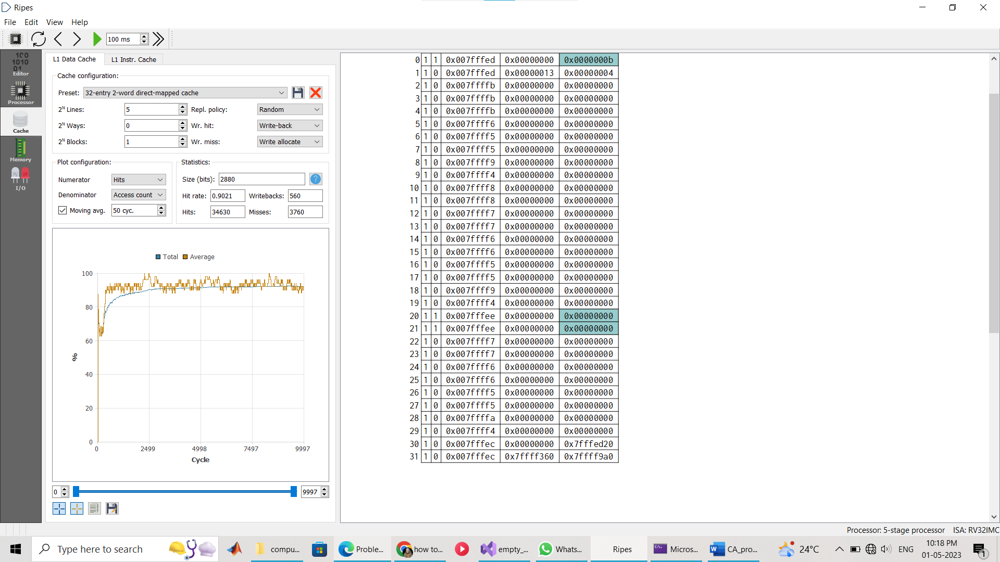 Ripes
File Edit View Help
100 ms
Editor
Processor
Cache
Memory
I/O
L1 Data Cache L1 Instr. Cache
Cache configuration:
Preset: 32-entry 2-word direct-mapped cache
2^N Lines: 5 Repl. policy: Random
2^N Ways: 0 Wr. hit: Write-back
2^N Blocks: 1 Wr. miss: Write allocate
Plot configuration:
Numerator Hits
Denominator Access count
Moving avg. 50 cyc.
Statistics:
Size (bits): 2880 ?
Hit rate: 0.9021 Writebacks: 560
Hits: 34630 Misses: 3760
Total Average
100
80
60
40
20
0
%
0 2499 4998 7497 9997
Cycle
0 9997
0 1 1 0x007fffed 0x00000000 0x0000000b
1 1 0 0x007fffed 0x00000013 0x00000004
2 1 0 0x007ffffb 0x00000000 0x00000000
3 1 0 0x007ffffb 0x00000000 0x00000000
4 1 0 0x007ffffb 0x00000000 0x00000000
5 1 0 0x007ffff6 0x00000000 0x00000000
6 1 0 0x007ffff5 0x00000000 0x00000000
7 1 0 0x007ffff5 0x00000000 0x00000000
8 1 0 0x007ffff9 0x00000000 0x00000000
9 1 0 0x007ffff4 0x00000000 0x00000000
10 1 0 0x007ffff8 0x00000000 0x00000000
11 1 0 0x007ffff8 0x00000000 0x00000000
12 1 0 0x007ffff7 0x00000000 0x00000000
13 1 0 0x007ffff7 0x00000000 0x00000000
14 1 0 0x007ffff6 0x00000000 0x00000000
15 1 0 0x007ffff6 0x00000000 0x00000000
16 1 0 0x007ffff5 0x00000000 0x00000000
17 1 0 0x007ffff5 0x00000000 0x00000000
18 1 0 0x007ffff9 0x00000000 0x00000000
19 1 0 0x007ffff4 0x00000000 0x00000000
20 1 1 0x007fffee 0x00000000 0x00000000
21 1 1 0x007fffee 0x00000000 0x00000000
22 1 0 0x007ffff7 0x00000000 0x00000000
23 1 0 0x007ffff7 0x00000000 0x00000000
24 1 0 0x007ffff6 0x00000000 0x00000000
25 1 0 0x007ffff6 0x00000000 0x00000000
26 1 0 0x007ffff5 0x00000000 0x00000000
27 1 0 0x007ffff5 0x00000000 0x00000000
28 1 0 0x007ffffa 0x00000000 0x00000000
29 1 0 0x007ffff4 0x00000000 0x00000000
30 1 0 0x007fffec 0x00000000 0x7fffed20
31 1 0 0x007fffec 0x7ffff360 0x7ffff9a0
Processor: 5-stage processor ISA: RV32IMC
Type here to search compu... Proble... how to... empty_... Whats... Ripes Micros... CA_pro... 24°C ENG 10:18 PM
01-05-2023 1